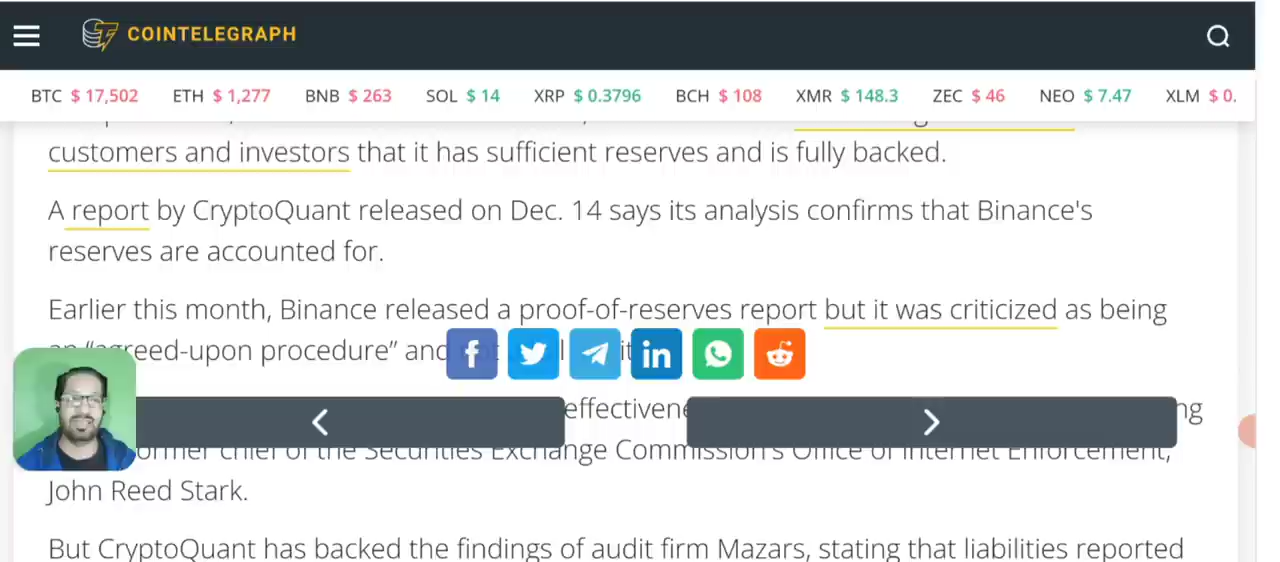 COINTELEGRAPH
BTC $ 17,502 ETH $ 1,277 BNB $ 263 SOL $ 14 XRP $ 0.3796 BCH $ 108 XMR $ 148.3 ZEC $ 46 NEO $ 7.47 XLM $ 0.
customers and investors that it has sufficient reserves and is fully backed.
A report by CryptoQuant released on Dec. 14 says its analysis confirms that Binance's
reserves are accounted for.
Earlier this month, Binance released a proof-of-reserves report but it was criticized as being
“agreed-upon procedure” and
former chief of the Securities Exchange Commission's Office of Internet Enforcement,
John Reed Stark.
But CryptoQuant has backed the findings of audit firm Mazars, stating that liabilities reported